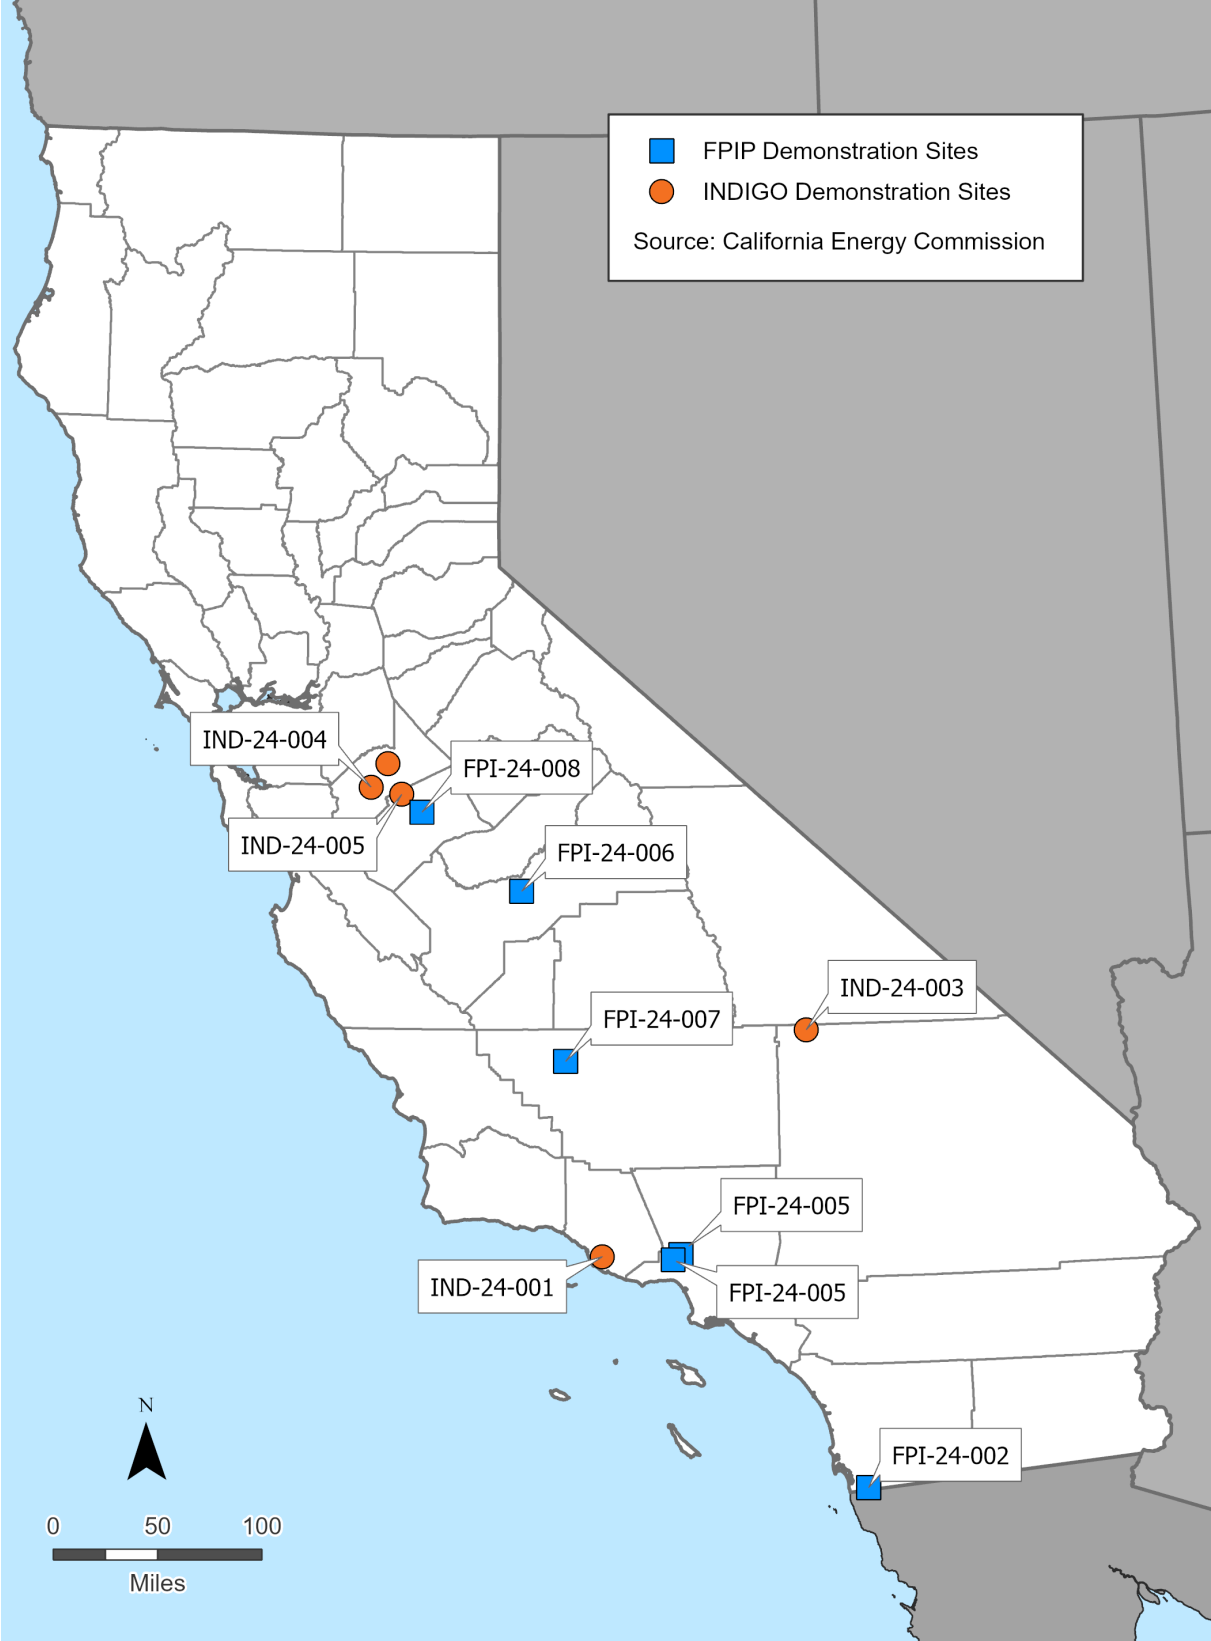 FPIP Demonstration Sites
INDIGO Demonstration Sites
Source: California Energy Commission
IND-24-004
FPI-24-008
IND-24-005
FPI-24-006
IND-24-003
FPI-24-007
FPI-24-005
IND-24-001
FPI-24-005
FPI-24-002
N
0 50 100
Miles